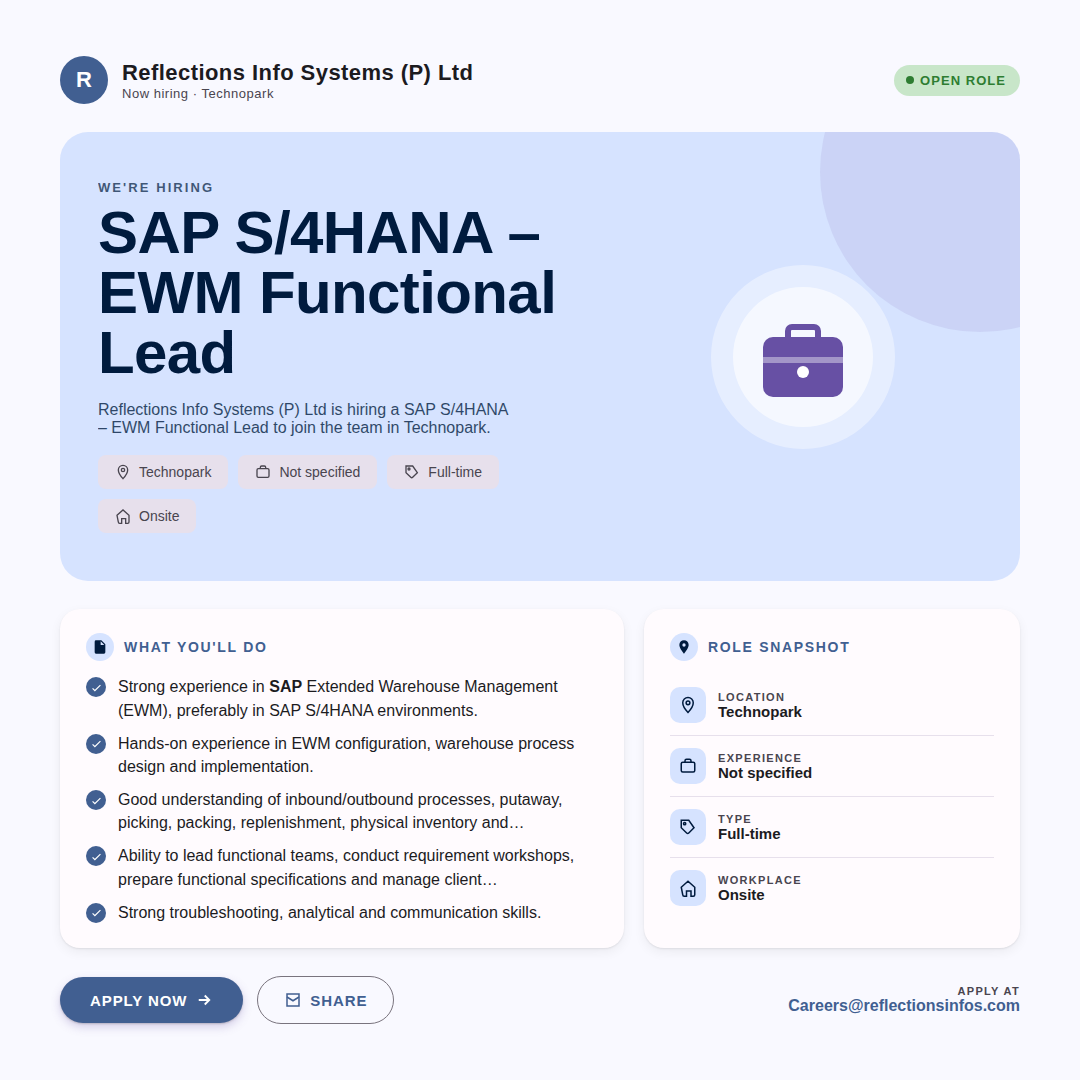 R
Reflections Info Systems (P) Ltd
Now hiring · Technopark
OPEN ROLE
WE'RE HIRING
SAP S/4HANA –
EWM Functional
Lead
Reflections Info Systems (P) Ltd is hiring a SAP S/4HANA
– EWM Functional Lead to join the team in Technopark.
Technopark
Not specified
Full-time
Onsite
WHAT YOU'LL DO
Strong experience in SAP Extended Warehouse Management
(EWM), preferably in SAP S/4HANA environments.
Hands-on experience in EWM configuration, warehouse process
design and implementation.
Good understanding of inbound/outbound processes, putaway,
picking, packing, replenishment, physical inventory and…
Ability to lead functional teams, conduct requirement workshops,
prepare functional specifications and manage client…
Strong troubleshooting, analytical and communication skills.
ROLE SNAPSHOT
LOCATION
Technopark
EXPERIENCE
Not specified
TYPE
Full-time
WORKPLACE
Onsite
APPLY NOW
SHARE
APPLY AT
Careers@reflectionsinfos.com